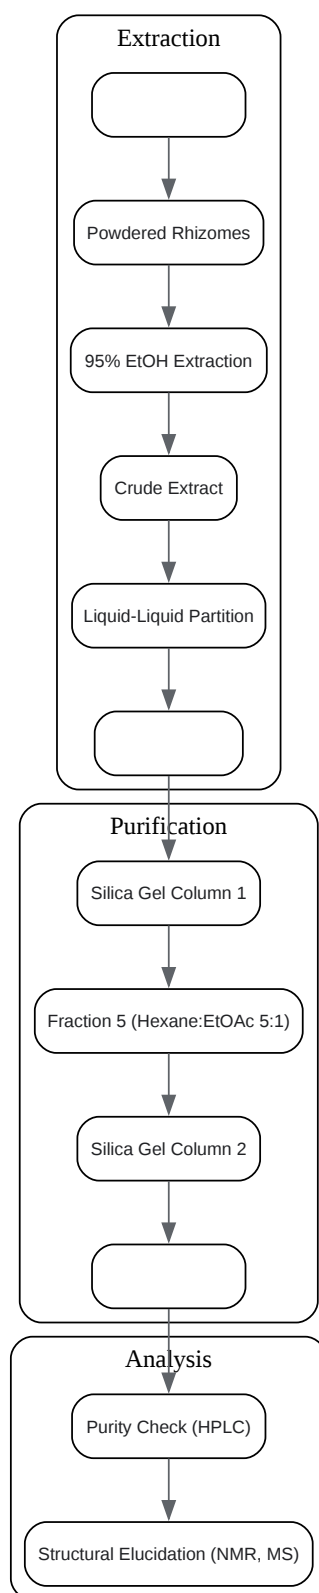 Extraction
Powdered Rhizomes
95% EtOH Extraction
Crude Extract
Liquid-Liquid Partition
Purification
Silica Gel Column 1
Fraction 5 (Hexane:EtOAc 5:1)
Silica Gel Column 2
Analysis
Purity Check (HPLC)
Structural Elucidation (NMR, MS)